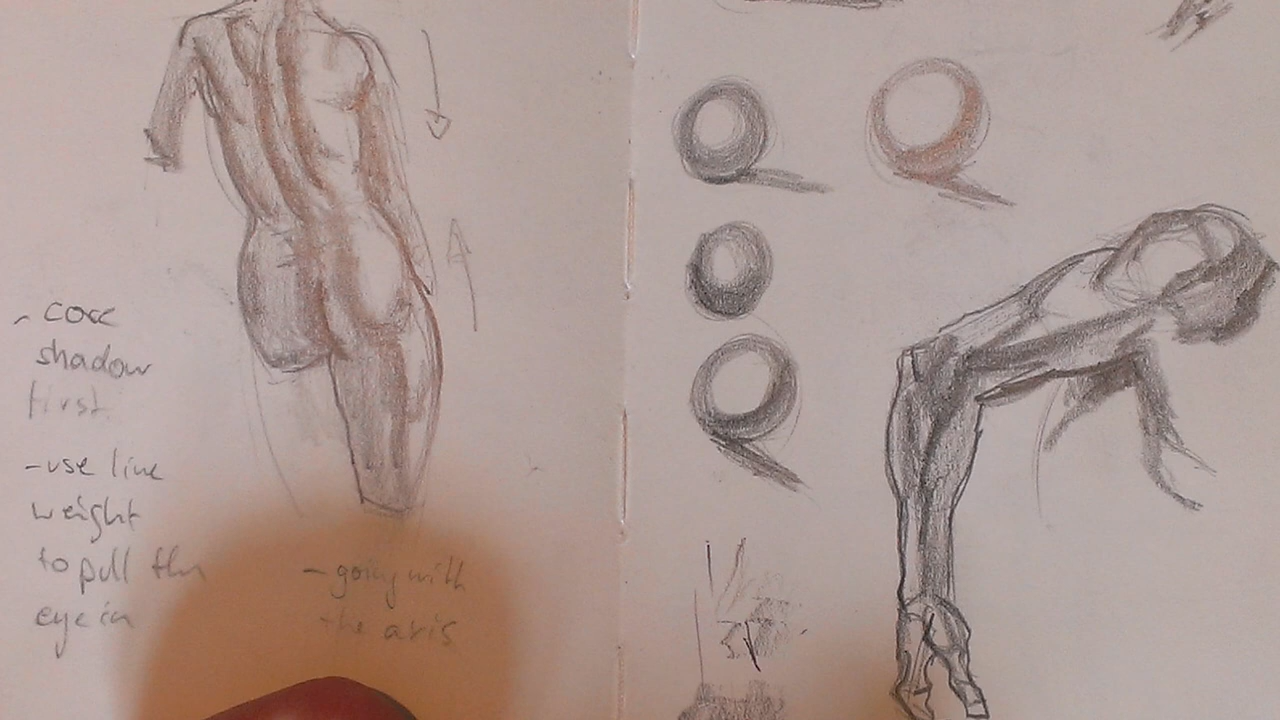 - core
shadow
first
- use line
weight
to pull the
eye in
- going with
the axis